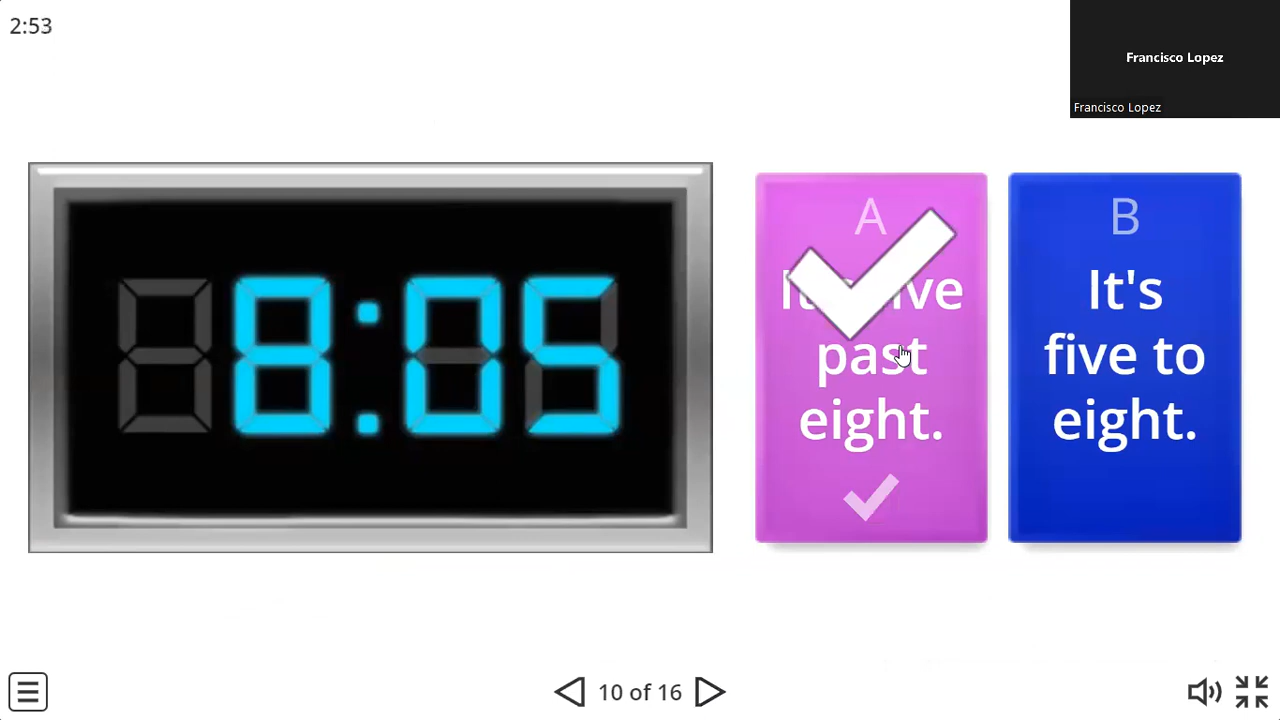 2:53
Francisco Lopez
Francisco Lopez
8:05
A
past
eight.
B
It's
five to
eight.
10 of 16